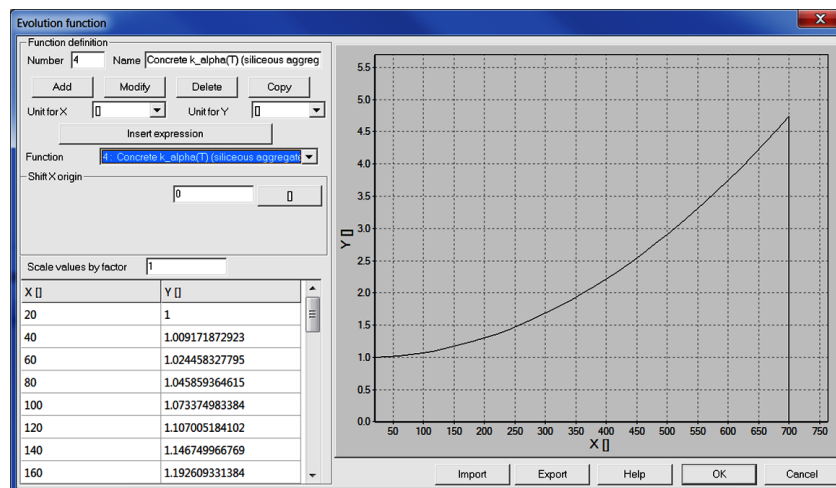 Evolution function
X
Function definition
Number 4 Name Concrete k_alpha(T) (siliceous aggreg
Add Modify Delete Copy
Unit for X [] Unit for Y []
Insert expression
Function 4 : Concrete k_alpha(T) (siliceous aggregate
Shift X origin
0 []
Scale values by factor 1
X [] Y []
20 1
40 1.009171872923
60 1.024458327795
80 1.045859364615
100 1.073374983384
120 1.107005184102
140 1.146749966769
160 1.192609331384
5.5
5.0
4.5
4.0
3.5
3.0
2.5
2.0
1.5
1.0
0.5
0.0
Y []
50 100 150 200 250 300 350 400 450 500 550 600 650 700 750
X []
Import Export Help OK Cancel